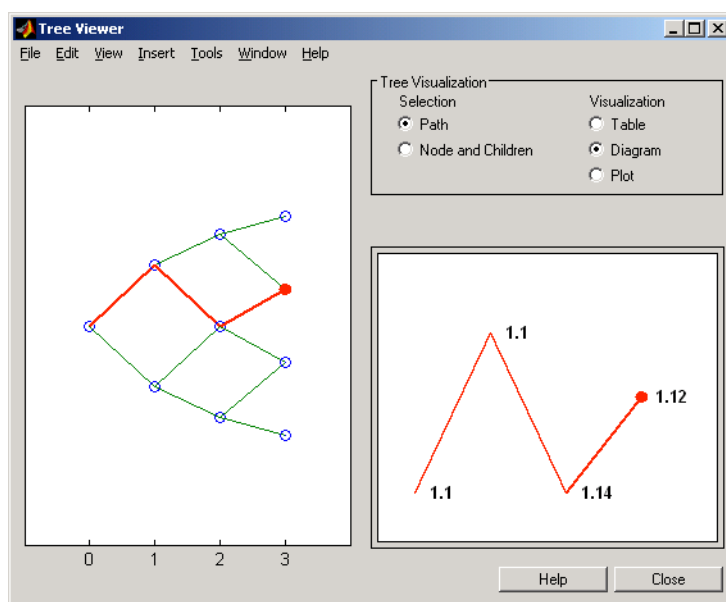 Tree Viewer
File Edit View Insert Tools Window Help
Tree Visualization
Selection Visualization
Path Table
Node and Children Diagram
Plot
1.1
1.12
1.1 1.14
0 1 2 3
Help Close